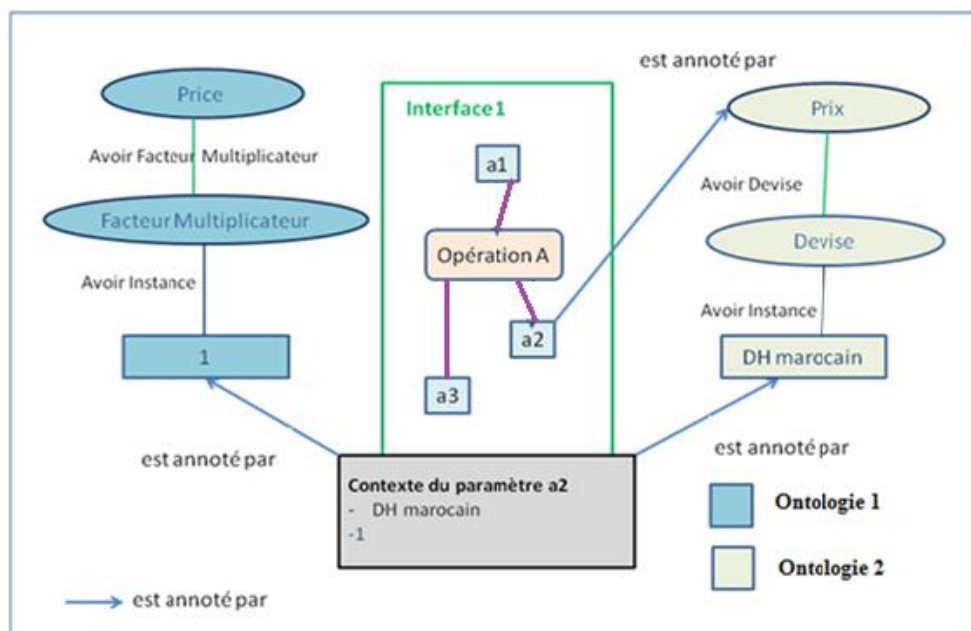 est annoté par
Price
Interface 1
Prix
Avoir Facteur Multiplicateur
a1
Avoir Devise
Facteur Multiplicateur
Opération A
Devise
Avoir Instance
Avoir Instance
a2
1
DH marocain
a3
est annoté par
est annoté par
Contexte du paramètre a2
- DH marocain
-1
Ontologie 1
Ontologie 2
est annoté par